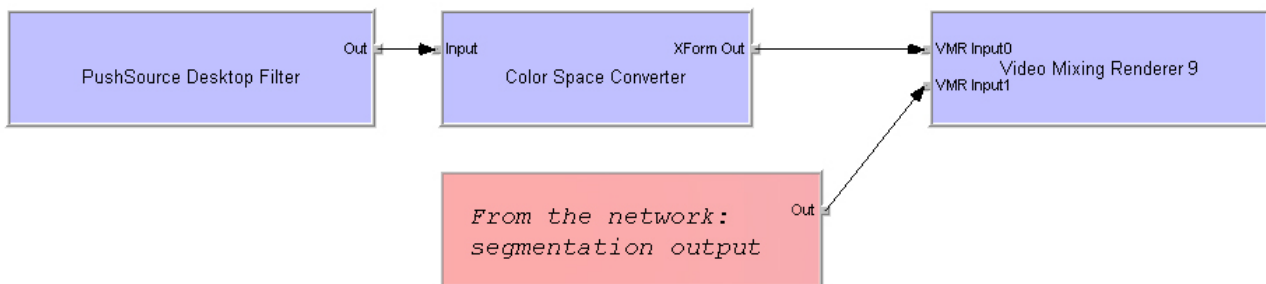 Out
PushSource Desktop Filter
Input
XForm Out
Color Space Converter
VMR Input0
Video Mixing Renderer 9
VMR Input1
From the network:
segmentation output
Out